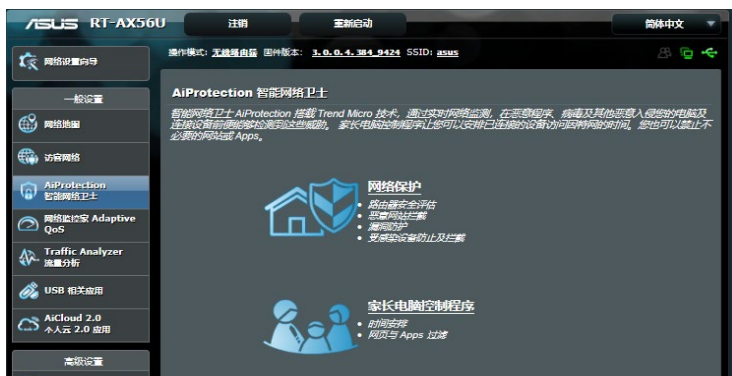 ASUS RT-AX56U 注销 重新启动 简体中文
操作模式: 无线路由器 固件版本: 3.0.0.4.384_9424 SSID: asus
网络设置向导
一般设置
网络地图
访客网络
AiProtection
智能网络卫士
网络监控室 Adaptive
QoS
Traffic Analyzer
流量分析
USB 相关应用
AiCloud 2.0
个人云 2.0 应用
高级设置
AiProtection 智能网络卫士
智能网络卫士 AiProtection 搭载 Trend Micro 技术，通过实时网络监测，在恶意程序、病毒及其他恶意入侵您的电脑及
连接设备前便能够检测到这些威胁。 家长电脑控制程序让您可以安排已连接的设备访问因特网的时间。您也可以禁止不
必要的网站或 Apps。
网络保护
路由器安全评估
恶意网站拦截
漏洞防护
受感染设备防止及拦截
家长电脑控制程序
时间安排
网页与 Apps 过滤